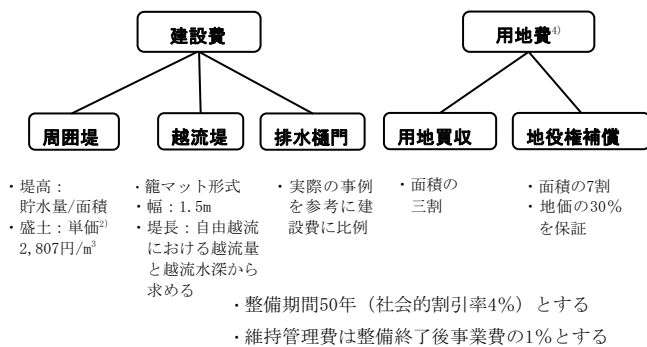 建設費
用地費4)
周囲堤
越流堤
排水樋門
用地買収
地役権補償
・堤高：
貯水量/面積
・盛土：単価2)
2,807円/m3
・籠マット形式
・幅：1.5m
・堤長：自由越流
における越流量
と越流水深から
求める
・実際の事例
を参考に建
設費に比例
・面積の
三割
・面積の7割
・地価の30%
を保証
・整備期間50年（社会的割引率4%）とする
・維持管理費は整備終了後事業費の1%とする